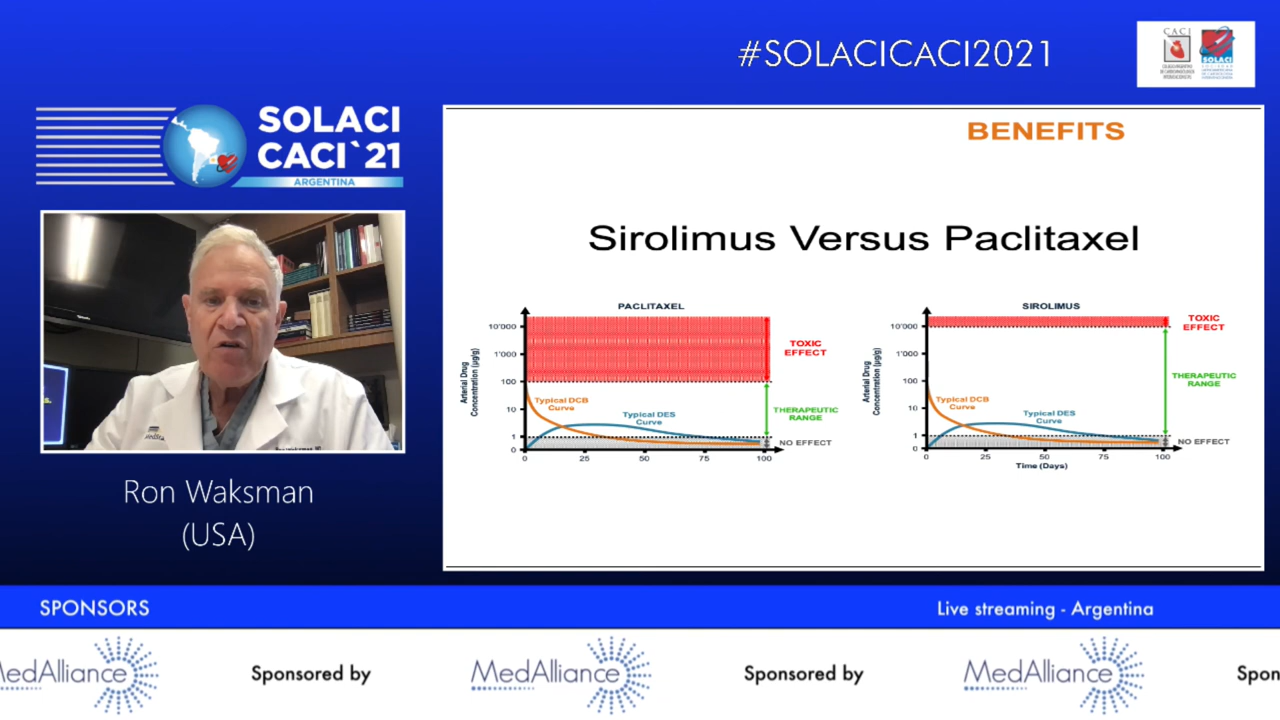 #SOLACICACI2021
CACI
SOLACI
SOLACI
CACI`21
ARGENTINA
Ron Waksman
(USA)
BENEFITS
Sirolimus Versus Paclitaxel
PACLITAXEL
Arterial Drug
Concentration (µg/g)
10'000
1'000
100
10
1
0
0
25
50
75
100
Typical DCB
Curve
Typical DES
Curve
TOXIC
EFFECT
THERAPEUTIC
RANGE
NO EFFECT
SIROLIMUS
Arterial Drug
Concentration (µg/g)
10'000
1'000
100
10
1
0
0
25
50
75
100
Time (Days)
Typical DCB
Curve
Typical DES
Curve
TOXIC
EFFECT
THERAPEUTIC
RANGE
NO EFFECT
SPONSORS
Live streaming - Argentina
MedAlliance
Sponsored by
MedAlliance
Sponsored by
MedAlliance
Spon